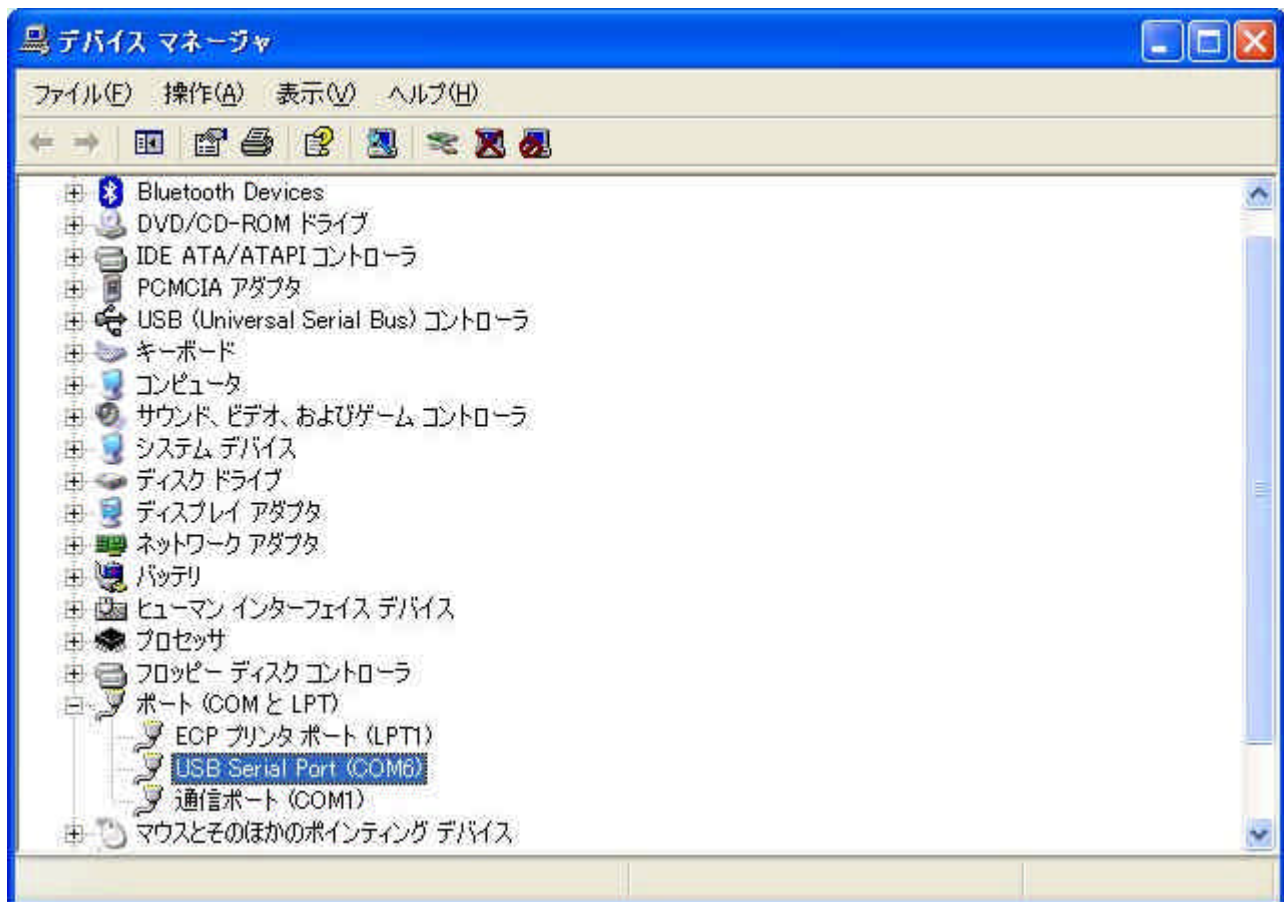 デバイス マネージャ
ファイル(F) 操作(A) 表示(V) ヘルプ(H)
Bluetooth Devices
DVD/CD-ROM ドライブ
IDE ATA/ATAPI コントローラ
PCMCIA アダプタ
USB (Universal Serial Bus) コントローラ
キーボード
コンピュータ
サウンド、ビデオ、およびゲーム コントローラ
システム デバイス
ディスク ドライブ
ディスプレイ アダプタ
ネットワーク アダプタ
バッテリ
ヒューマン インターフェイス デバイス
プロセッサ
フロッピー ディスク コントローラ
ポート (COM と LPT)
ECP プリンタ ポート (LPT1)
USB Serial Port (COM6)
通信ポート (COM1)
マウスとそのほかのポインティング デバイス